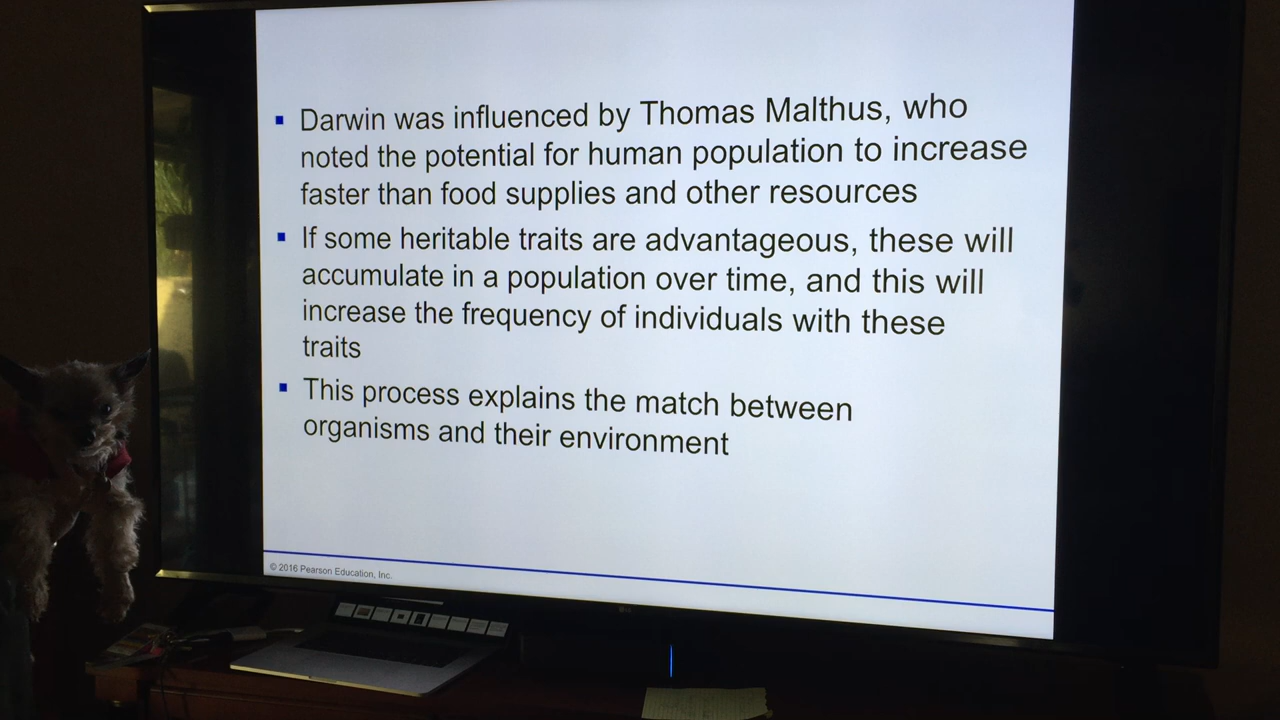 Darwin was influenced by Thomas Malthus, who
noted the potential for human population to increase
faster than food supplies and other resources
If some heritable traits are advantageous, these will
accumulate in a population over time, and this will
increase the frequency of individuals with these
traits
This process explains the match between
organisms and their environment
© 2016 Pearson Education, Inc.